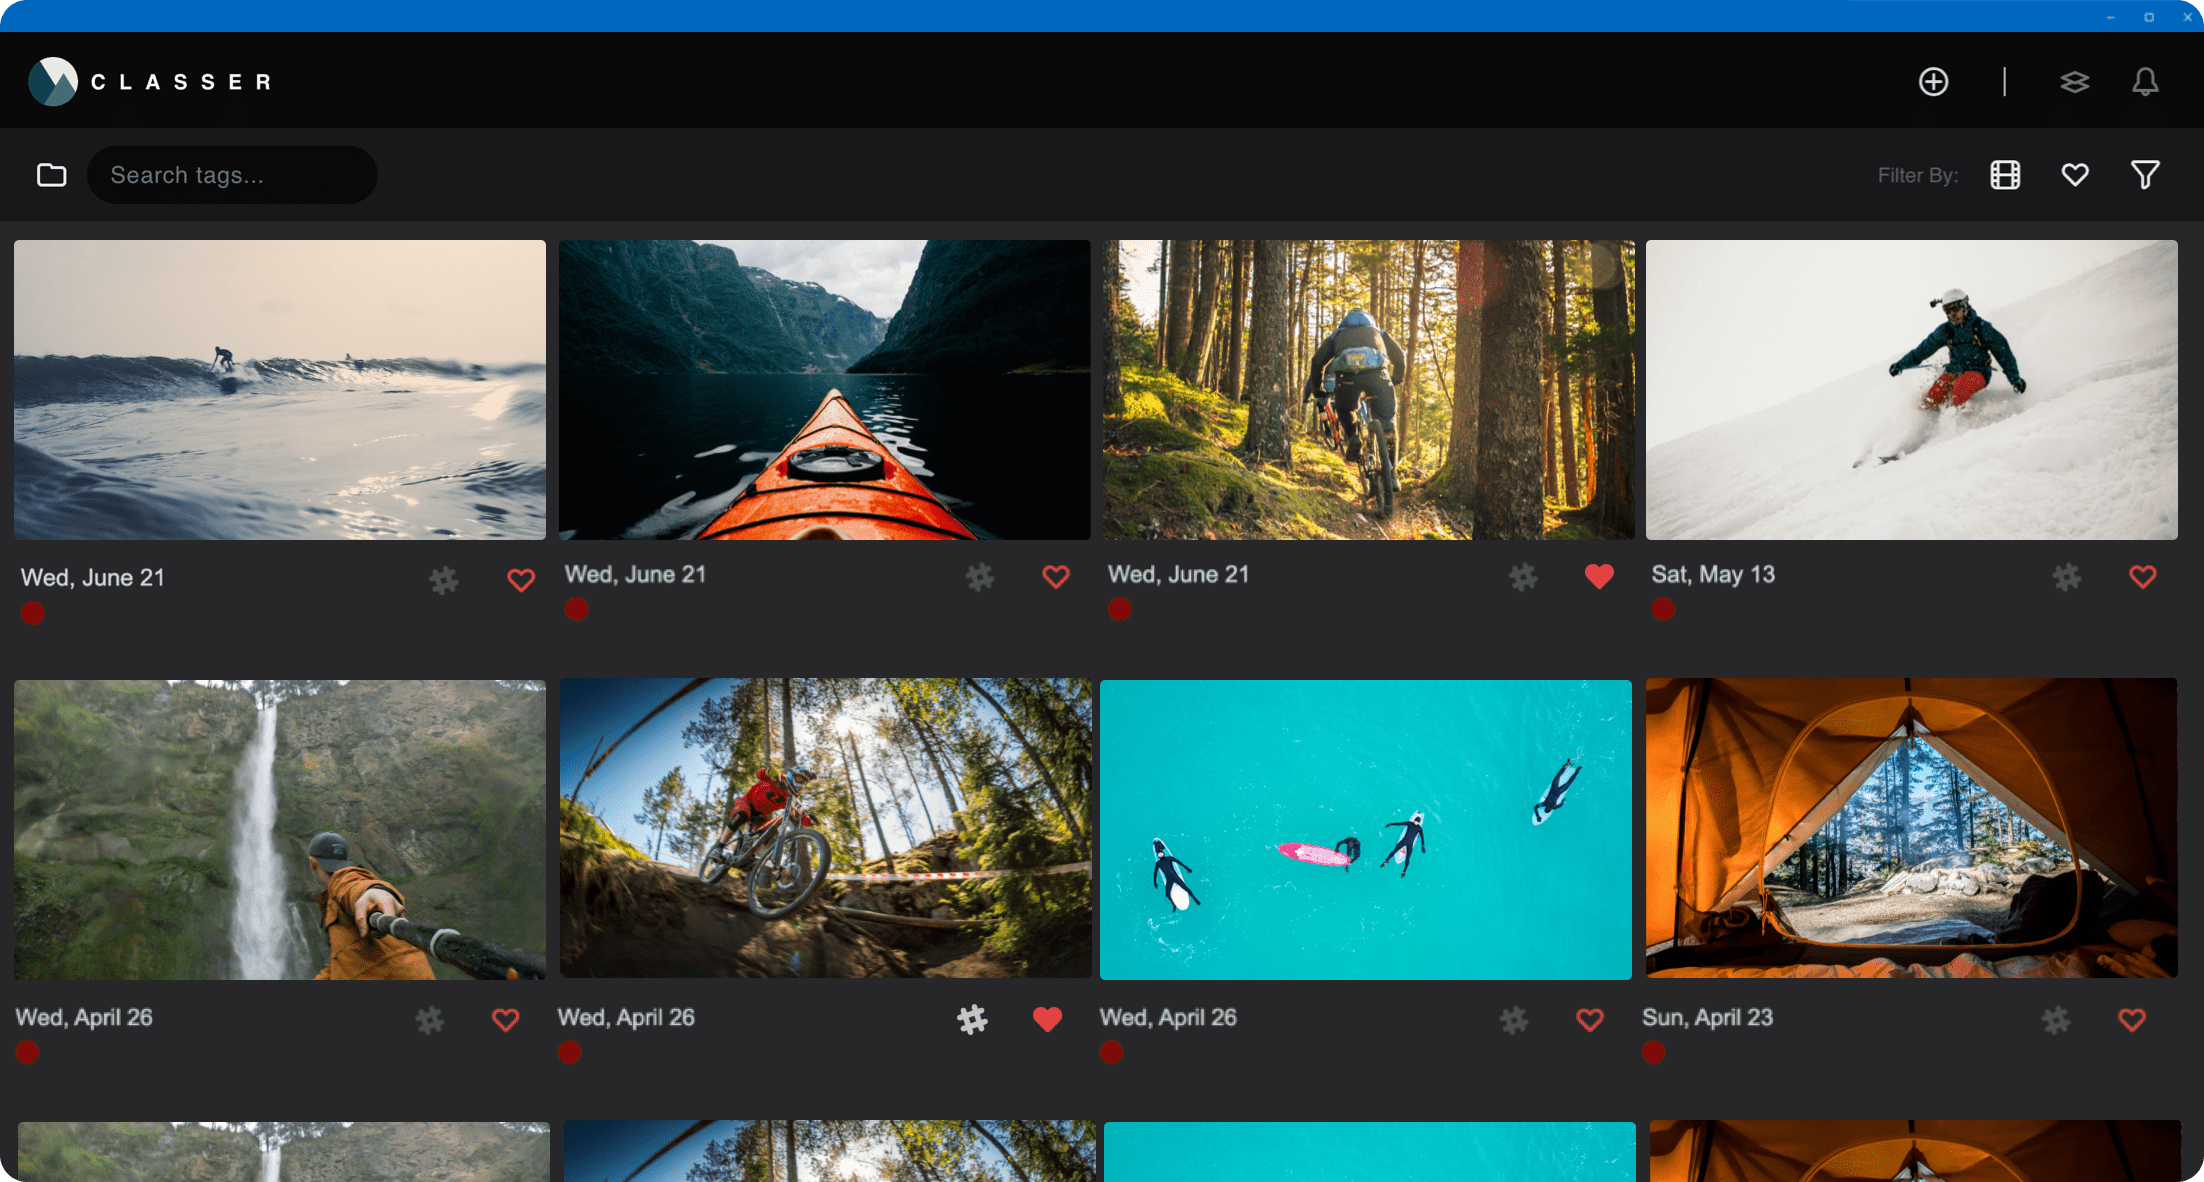 CLASSER
Search tags...
Filter By:
Wed, June 21
Wed, June 21
Wed, June 21
Sat, May 13
Wed, April 26
Wed, April 26
Wed, April 26
Sun, April 23